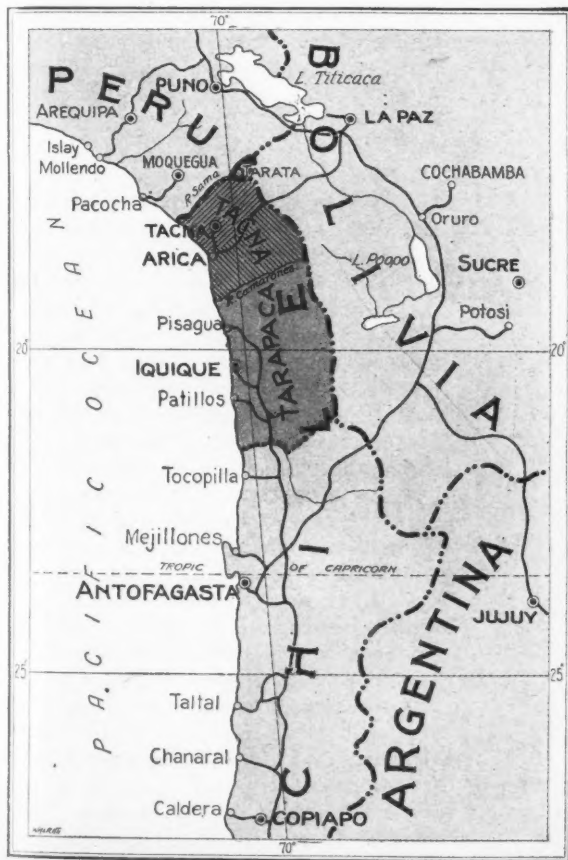 70°
PERU
BOLIVIA
L. Titicaca
PUNO
AREQUIPA
LA PAZ
Islay
Mollendo
MOQUEGUA
TARATA
COCHABAMBA
R. Sama
Pacocha
TACNA
TACNA
Oruro
ARICA
L. Poopo
SUCRE
R. Camarones
Pisagua
TARAPACA
Potosi
20°
20°
IQUIQUE
Patillos
CHILE
Tocopilla
PACIFIC OCEAN
Mejillones
TROPIC OF CAPRICORN
ANTOFAGASTA
ARGENTINA
JUJUY
25°
25°
Taltal
Chanaral
Caldera
COPIAPO
70°